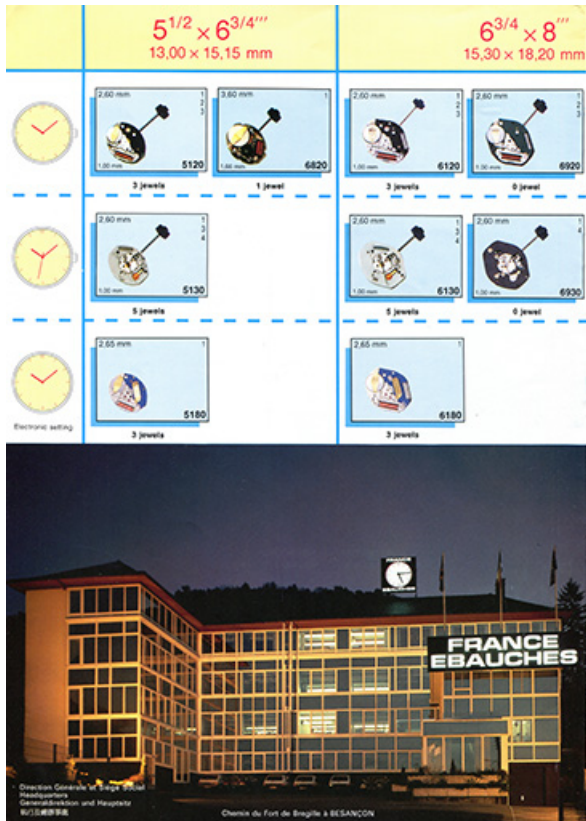 5 1/2 × 6 3/4'''
13,00 × 15,15 mm
6 3/4 × 8'''
15,30 × 18,20 mm
2,60 mm 1
2
3
1,00 mm 5120
3 jewels
3,60 mm 1
6820
1 jewel
2,60 mm 1
2
3
1,00 mm 6120
3 jewels
2,60 mm 1
2
3
1,00 mm 6920
0 jewel
2,60 mm 1
3
4
1,00 mm 5130
5 jewels
2,60 mm 1
3
4
1,00 mm 6130
5 jewels
2,60 mm 1
4
1,00 mm 6930
0 jewel
Electronic setting
2,65 mm 1
5180
3 jewels
2,65 mm 1
6180
3 jewels
FRANCE
EBAUCHES
FRANCE
EBAUCHES
Direction Générale et Siège Social
Headquarters
Generaldirektion und Hauptsitz
Chemin du Fort de Bregille à BESANÇON